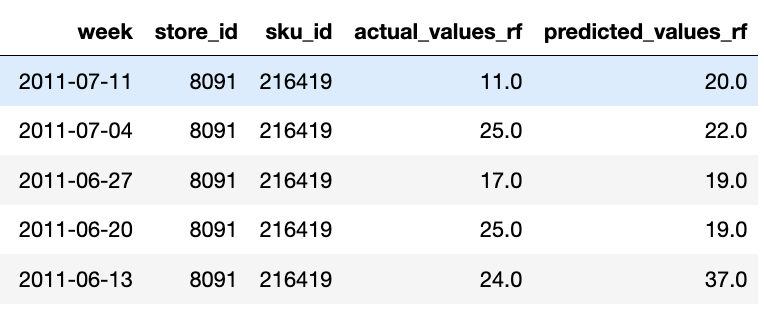 week store_id sku_id actual_values_rf predicted_values_rf
2011-07-11 8091 216419 11.0 20.0
2011-07-04 8091 216419 25.0 22.0
2011-06-27 8091 216419 17.0 19.0
2011-06-20 8091 216419 25.0 19.0
2011-06-13 8091 216419 24.0 37.0